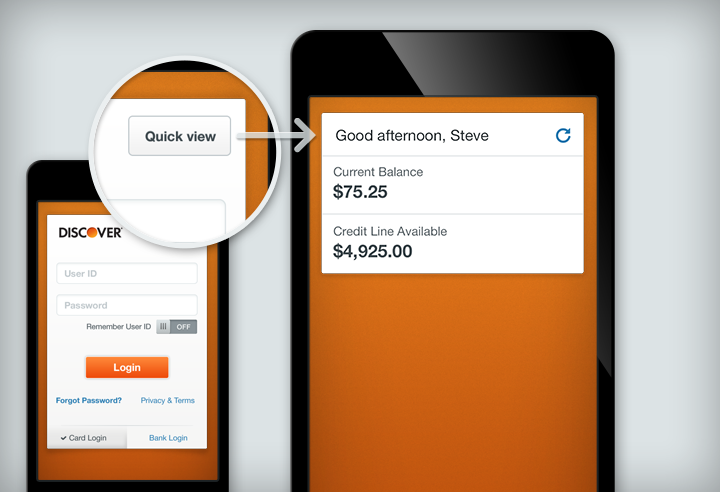 Quick view
DISCOVER
User ID
Password
Remember User ID
OFF
Login
Forgot Password?
Privacy & Terms
Card Login
Bank Login
Good afternoon, Steve
Current Balance
$75.25
Credit Line Available
$4,925.00